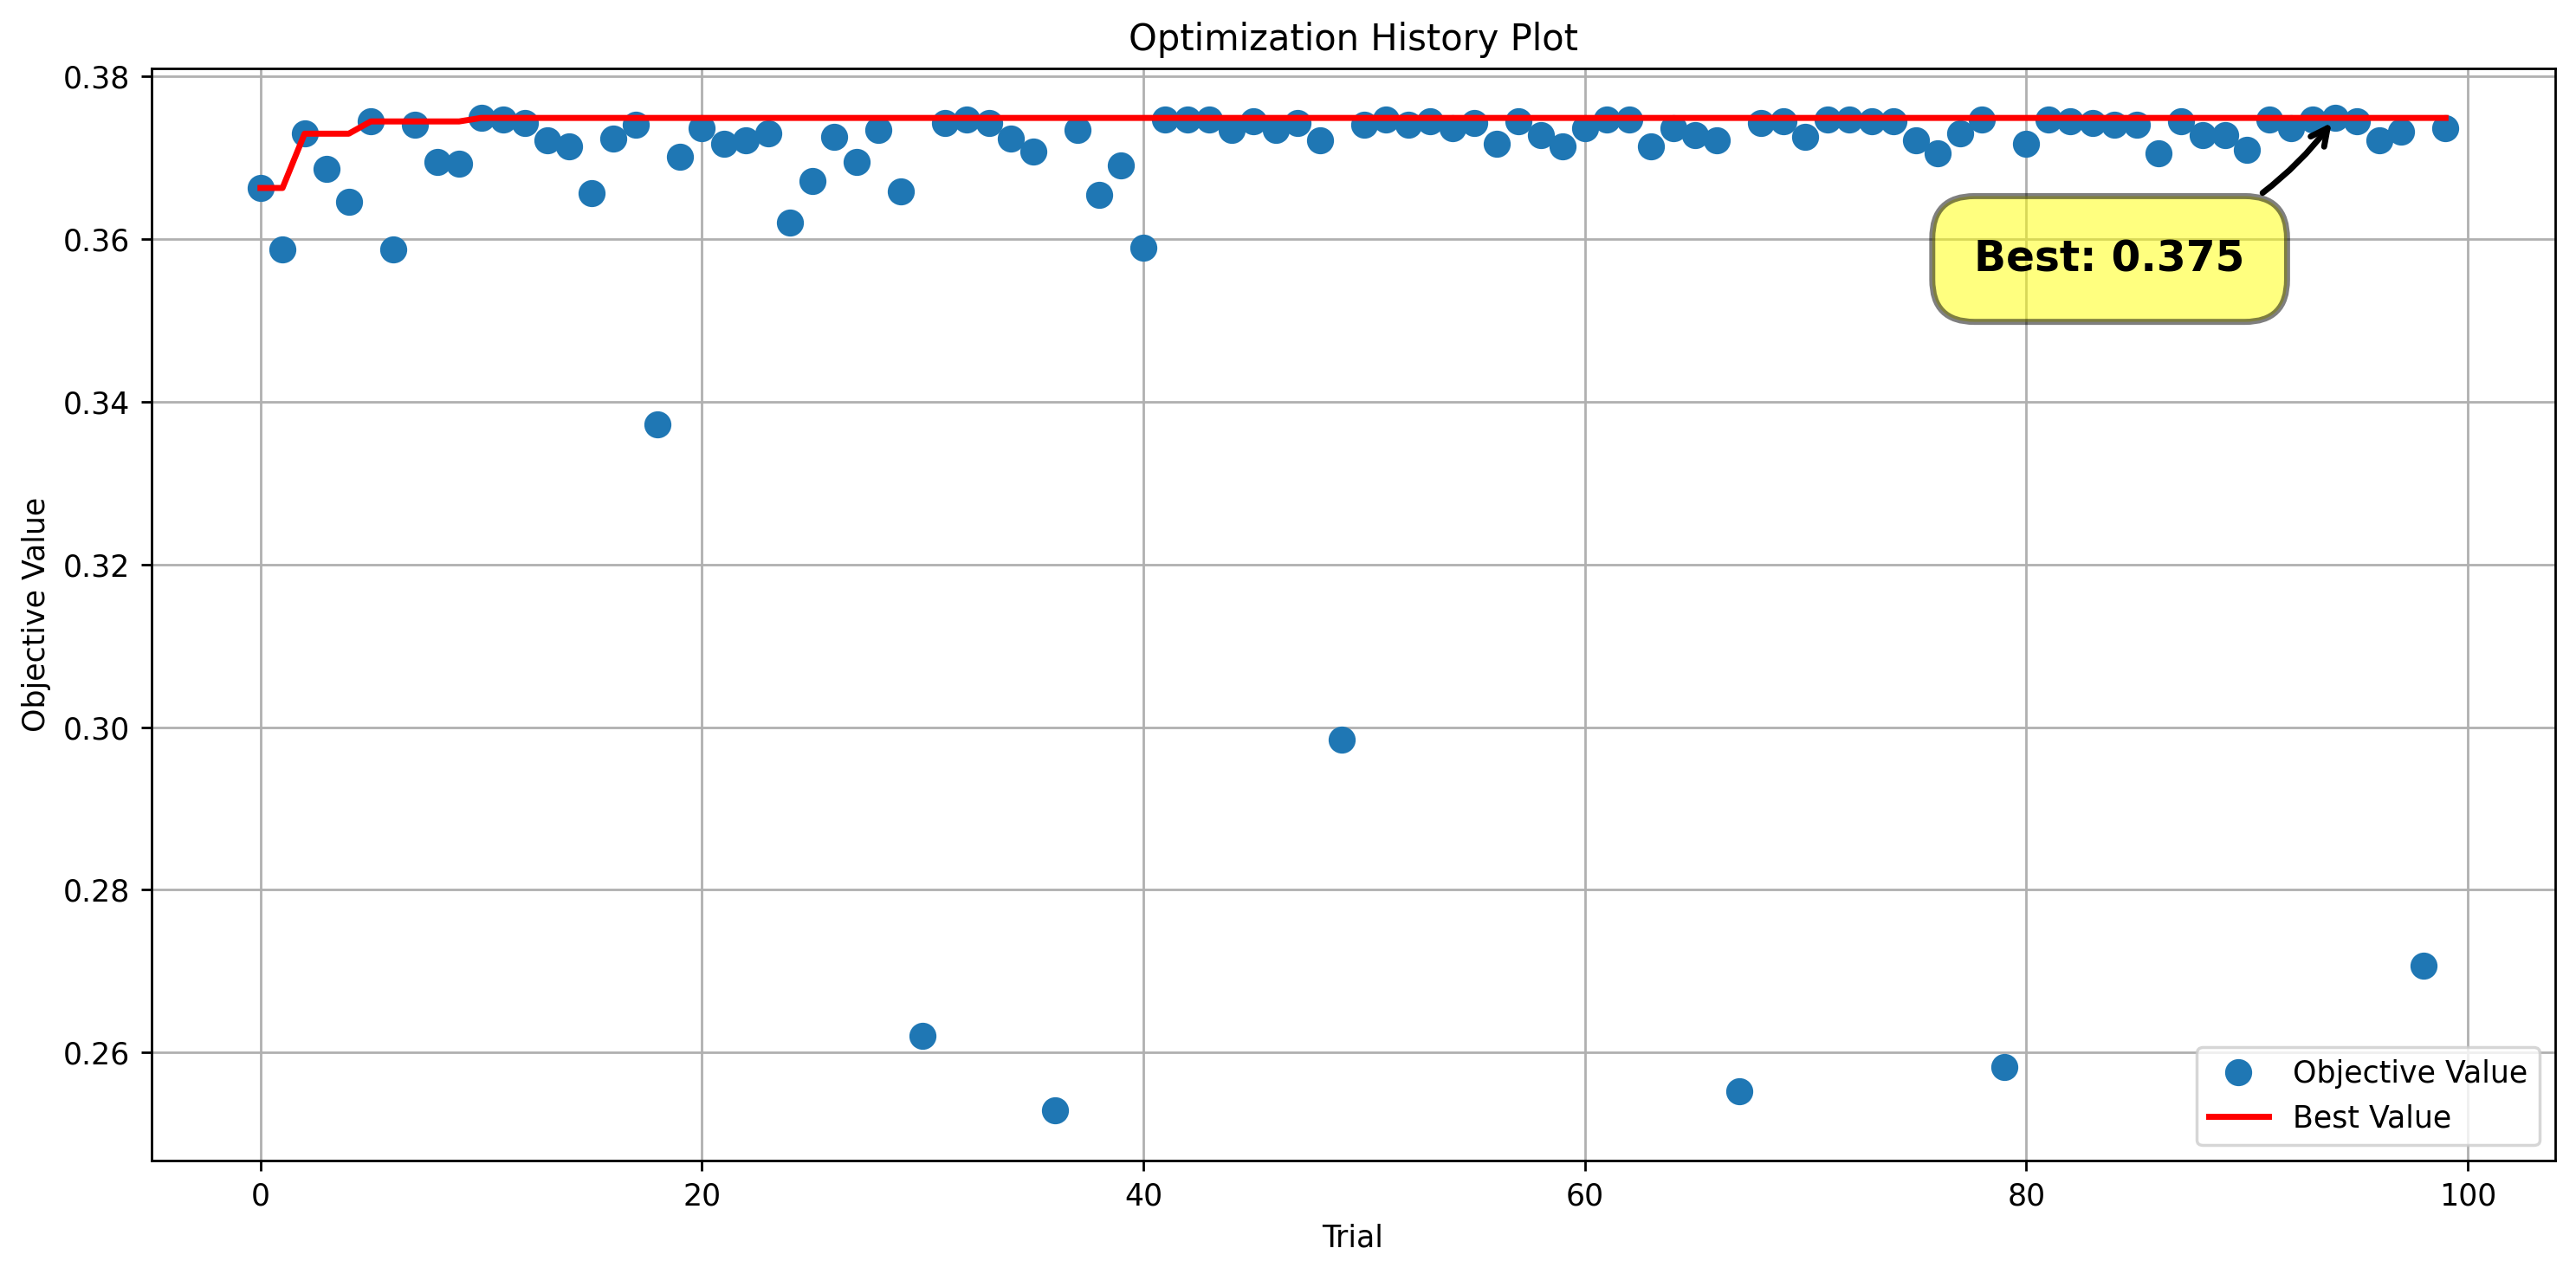 Optimization History Plot
Objective Value
0.38
0.36
0.34
0.32
0.30
0.28
0.26
Best: 0.375
Objective Value
Best Value
0 20 40 60 80 100
Trial